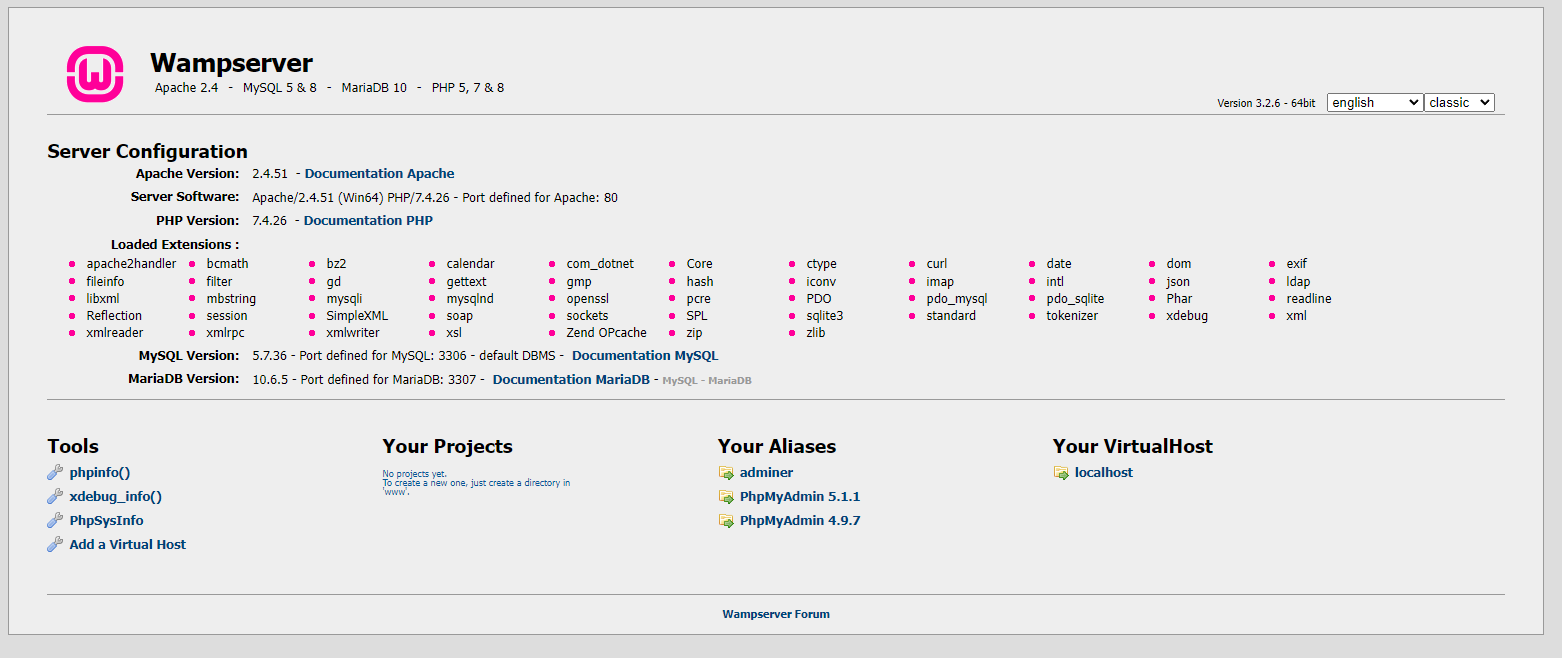 Wampserver
Apache 2.4 - MySQL 5 & 8 - MariaDB 10 - PHP 5, 7 & 8
Version 3.2.6 - 64bit english classic
Server Configuration
Apache Version: 2.4.51 - Documentation Apache
Server Software: Apache/2.4.51 (Win64) PHP/7.4.26 - Port defined for Apache: 80
PHP Version: 7.4.26 - Documentation PHP
Loaded Extensions :
apache2handler bcmath bz2 calendar com_dotnet Core ctype curl date dom exif
fileinfo filter gd gettext gmp hash iconv imap intl json ldap
libxml mbstring mysqli mysqlnd openssl pcre PDO pdo_mysql pdo_sqlite Phar readline
Reflection session SimpleXML soap sockets SPL sqlite3 standard tokenizer xdebug xml
xmlreader xmlrpc xmlwriter xsl Zend OPcache zip zlib
MySQL Version: 5.7.36 - Port defined for MySQL: 3306 - default DBMS - Documentation MySQL
MariaDB Version: 10.6.5 - Port defined for MariaDB: 3307 - Documentation MariaDB - MySQL - MariaDB
Tools
phpinfo()
xdebug_info()
PhpSysInfo
Add a Virtual Host
Your Projects
No projects yet.
To create a new one, just create a directory in
'www'.
Your Aliases
adminer
PhpMyAdmin 5.1.1
PhpMyAdmin 4.9.7
Your VirtualHost
localhost
Wampserver Forum